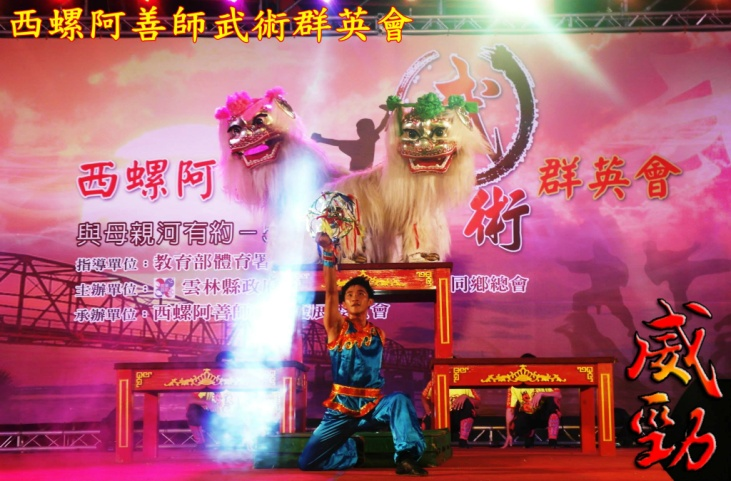 西螺阿善師武術群英會
西螺阿
武術
群英會
與母親河有約－
指導單位：教育部體育署
主辦單位： 雲林縣政 同鄉總會
承辦單位：西螺阿善 會
威勁